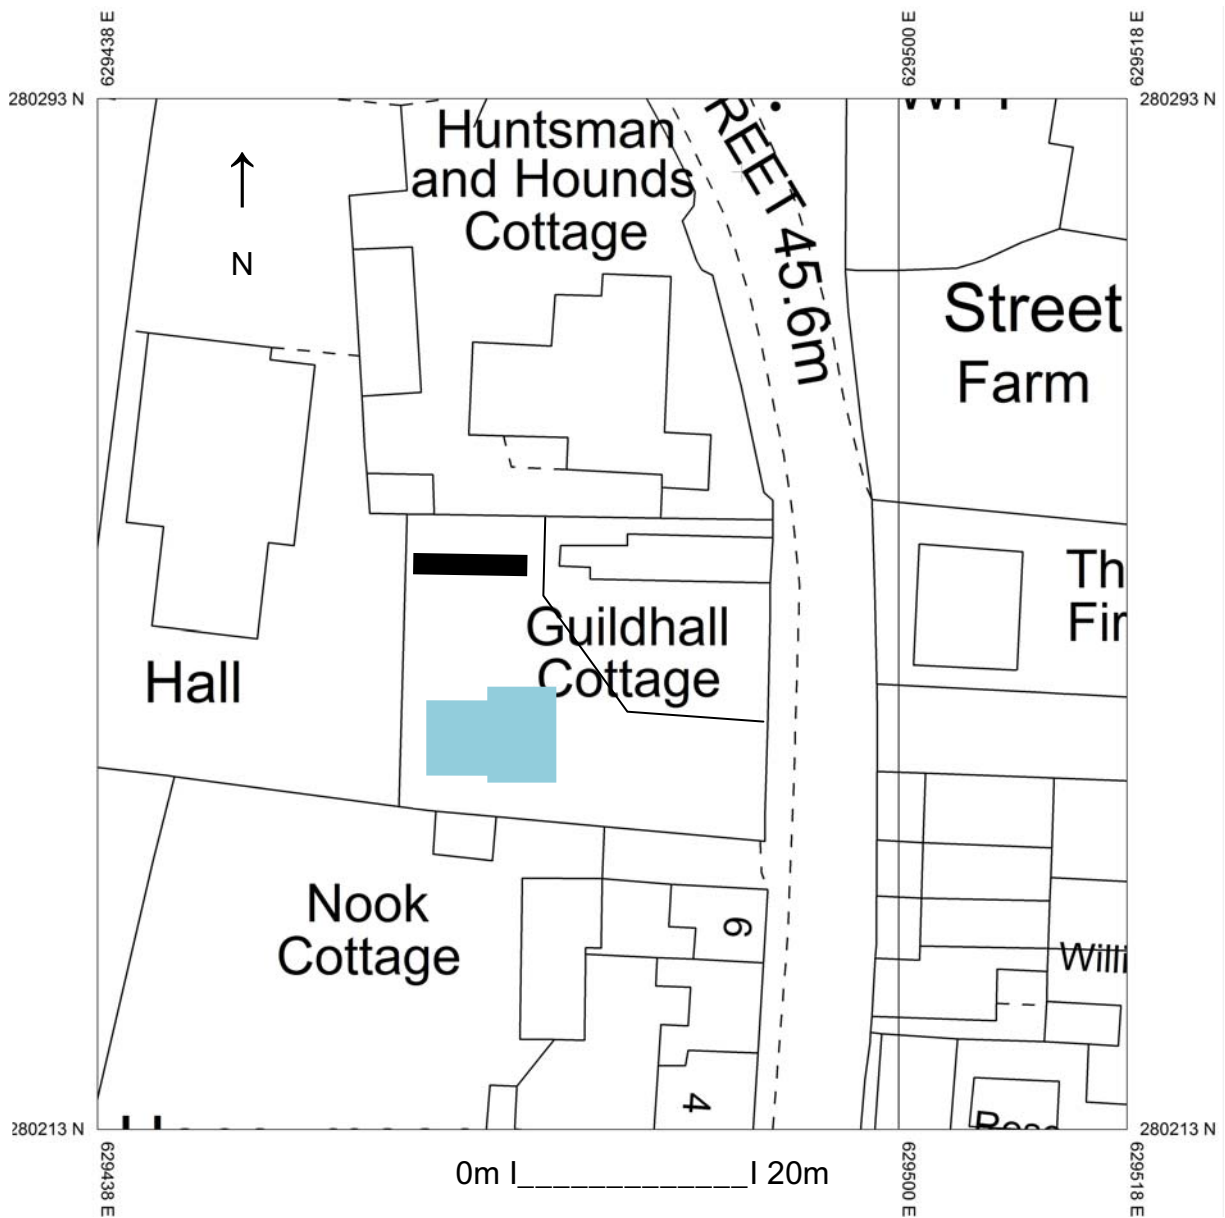 629438 E
629500 E
629518 E
280293 N
280293 N
Huntsman
and Hounds
Cottage
REET
45.6m
N
Street
Farm
Th
Fir
Guildhall
Cottage
Hall
Nook
Cottage
6
Willi
4
280213 N
280213 N
629438 E
629500 E
629518 E
0m I_____________I 20m